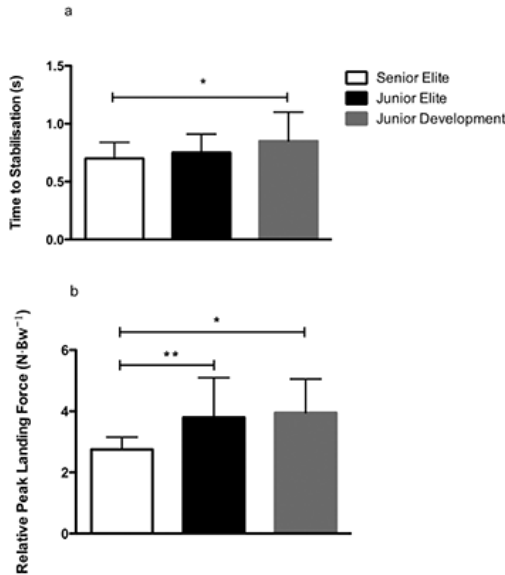 a
Time to Stabilisation (s)
1.5
1.0
0.5
0.0
*
Senior Elite
Junior Elite
Junior Development
b
Relative Peak Landing Force (N·Bw⁻¹)
6
4
2
0
*
**